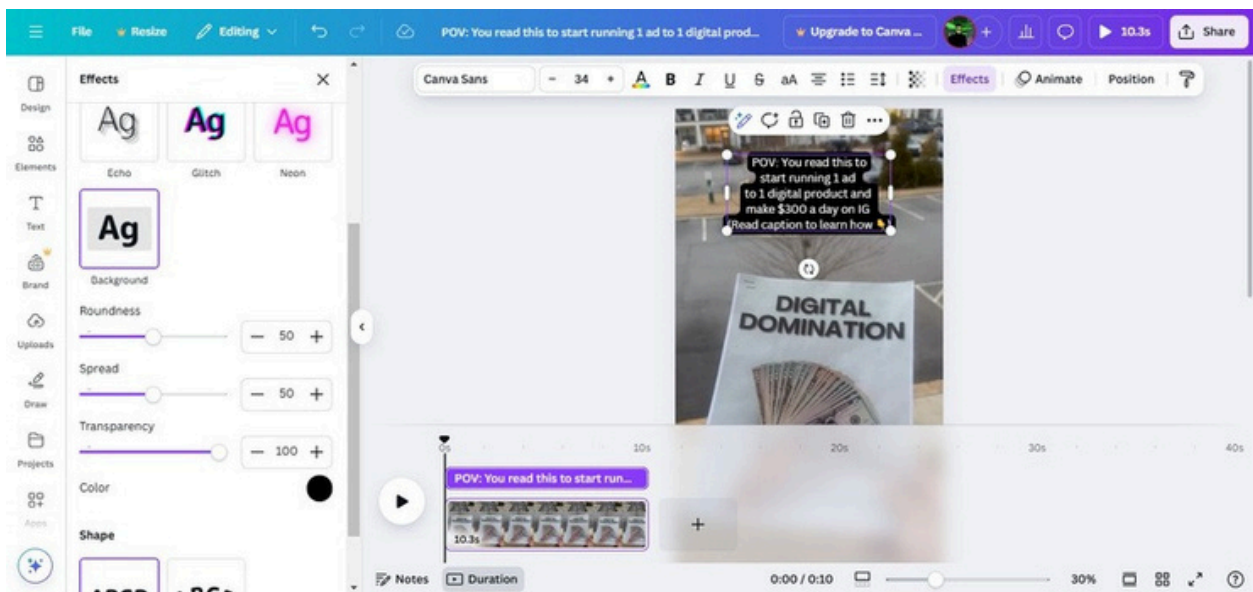 File Resize Editing POV: You read this to start running 1 ad to 1 digital prod... Upgrade to Canva ... 10.3s Share
Design
Elements
Text
Brand
Uploads
Draw
Projects
Apps
Effects
Ag Ag Ag
Echo Glitch Neon
Ag
Background
Roundness
50
Spread
50
Transparency
100
Color
Shape
Canva Sans - 34 + A B I U S aA Effects Animate Position
POV: You read this to
start running 1 ad
to 1 digital product and
make $300 a day on IG
(Read caption to learn how 👇)
DIGITAL
DOMINATION
0s 10s 20s 30s 40s
POV: You read this to start run...
10.3s
Notes Duration 0:00 / 0:10 30%